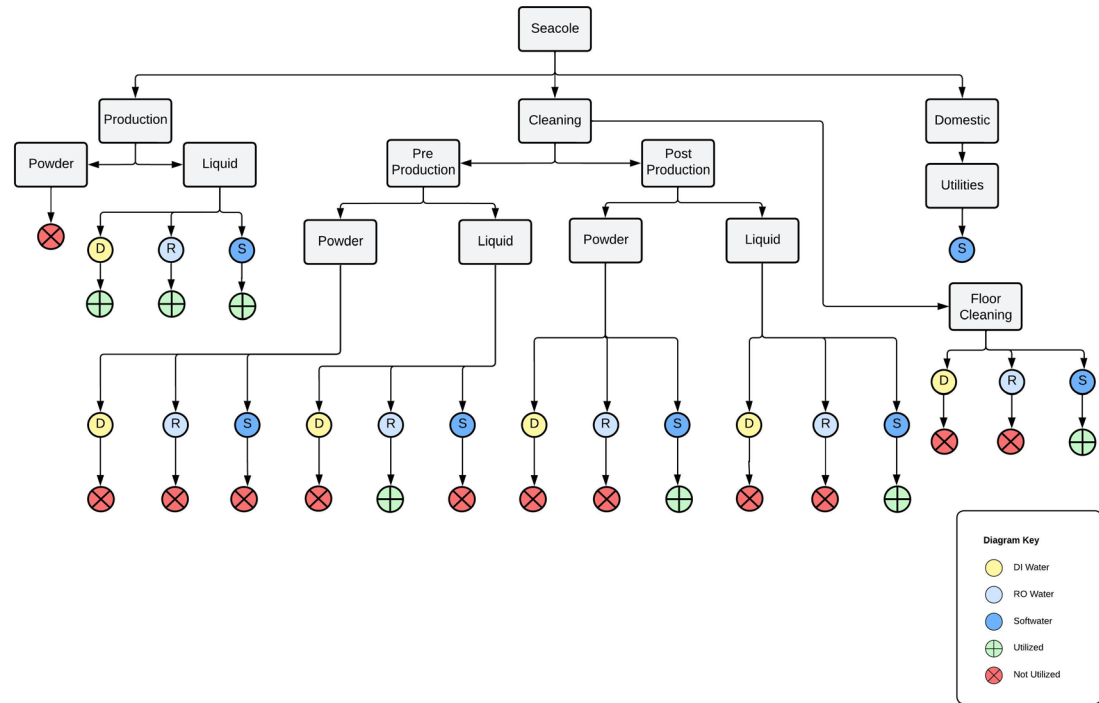 Seacole
Production
Cleaning
Domestic
Powder
Liquid
Pre
Production
Post
Production
Utilities
Powder
Liquid
Powder
Liquid
D
R
S
S
Floor
Cleaning
D
R
S
D
R
S
D
R
S
D
R
S
D
R
S
Diagram Key
DI Water
RO Water
Softwater
Utilized
Not Utilized